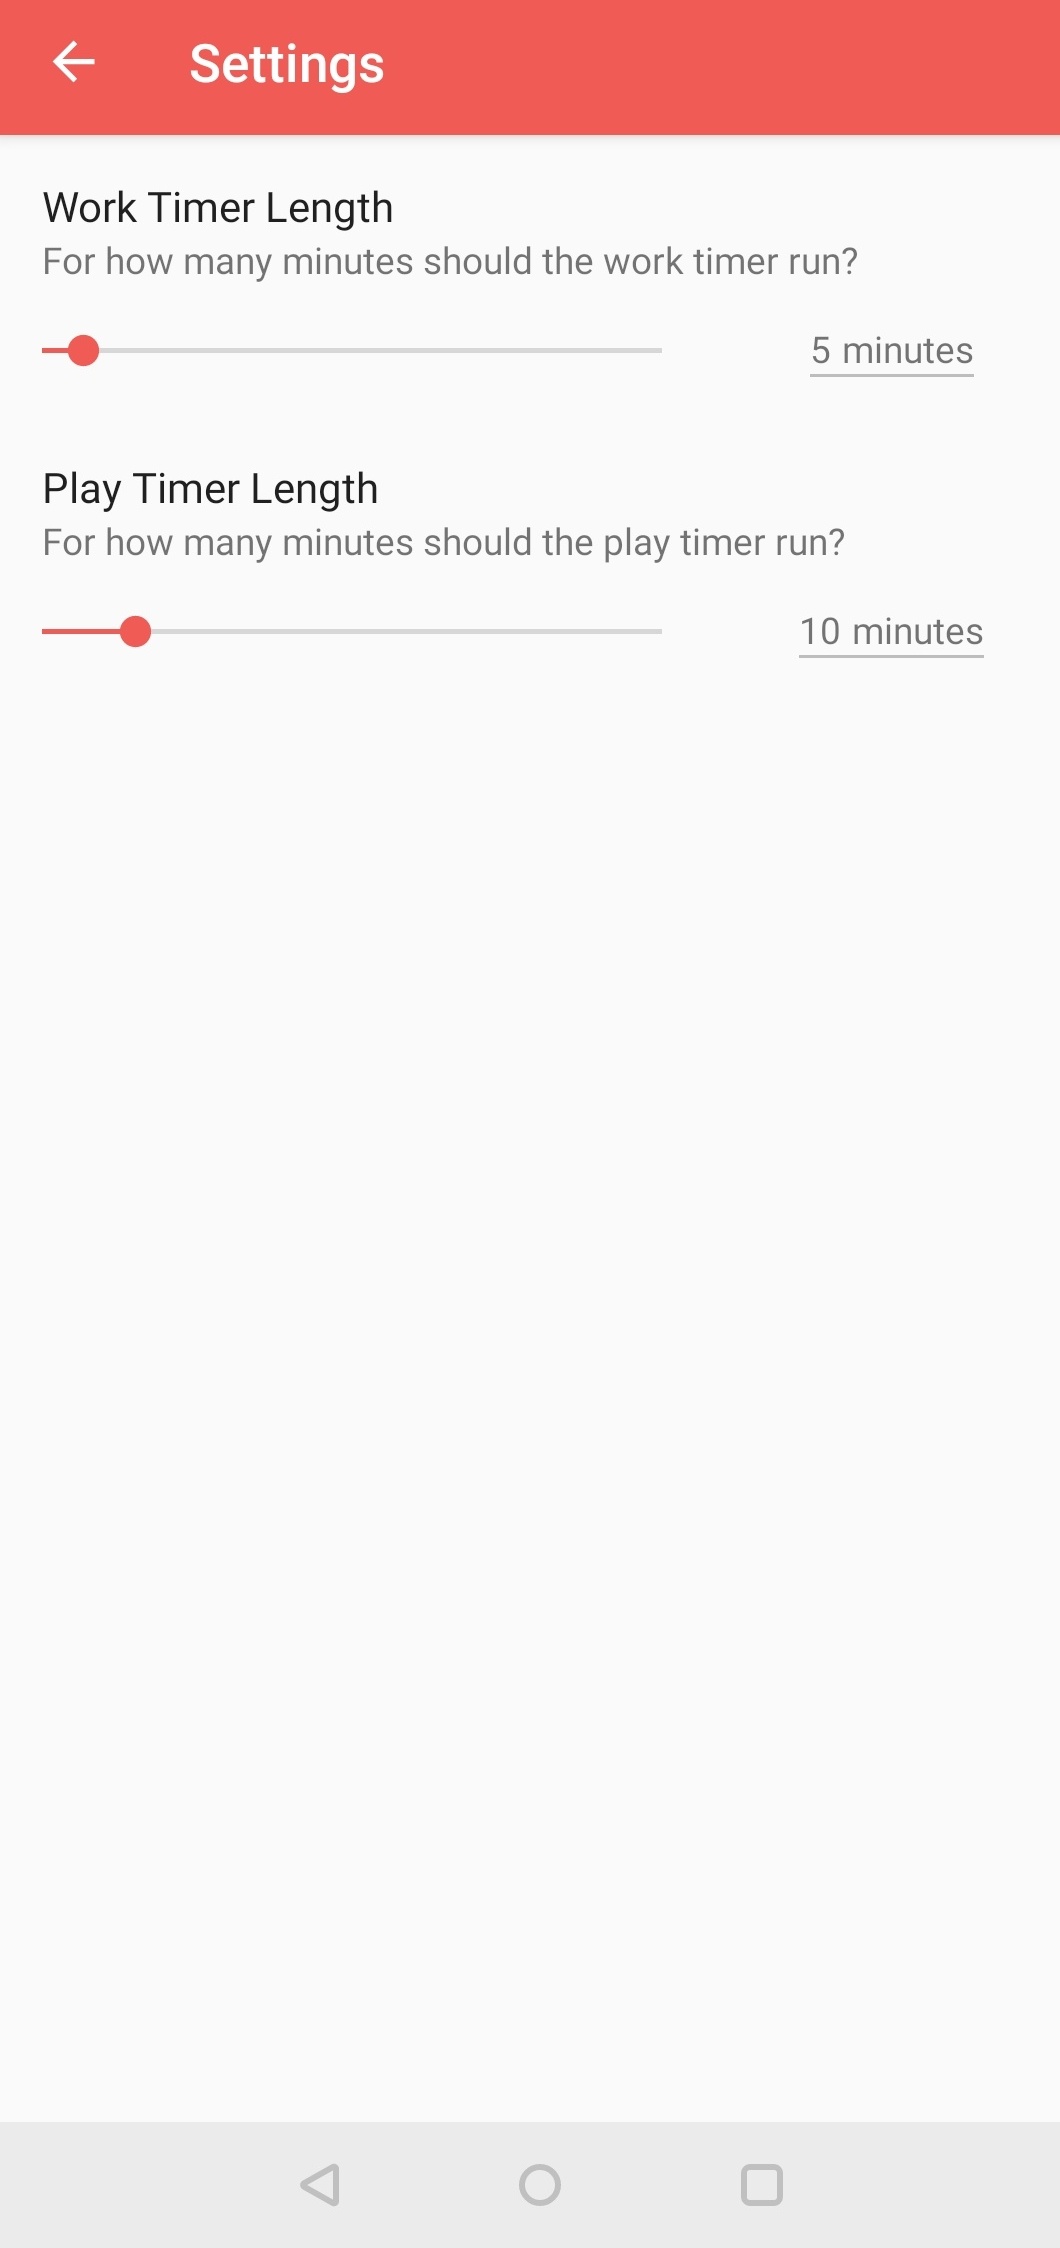 Settings
Work Timer Length
For how many minutes should the work timer run?
5 minutes
Play Timer Length
For how many minutes should the play timer run?
10 minutes